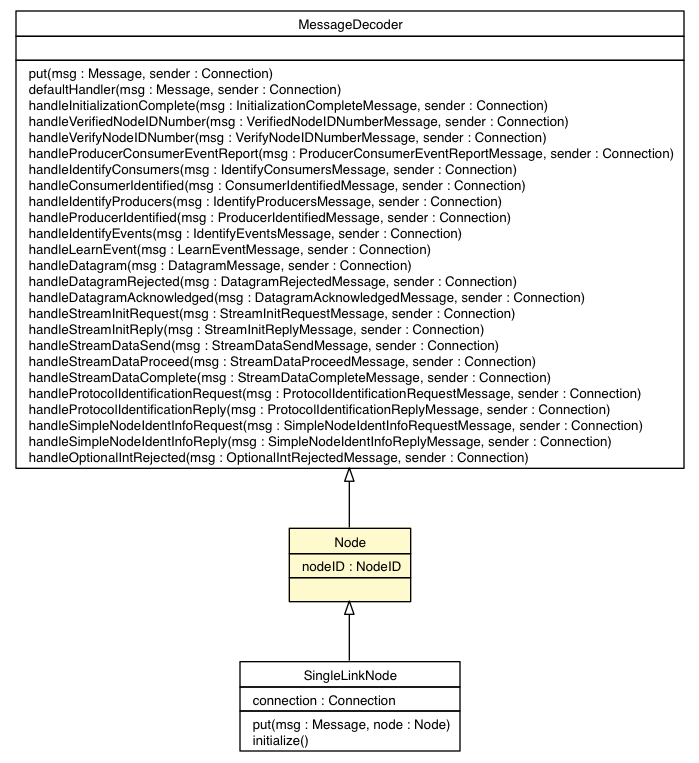 MessageDecoder
put(msg : Message, sender : Connection)
defaultHandler(msg : Message, sender : Connection)
handleInitializationComplete(msg : InitializationCompleteMessage, sender : Connection)
handleVerifiedNodeIDNumber(msg : VerifiedNodeIDNumberMessage, sender : Connection)
handleVerifyNodeIDNumber(msg : VerifyNodeIDNumberMessage, sender : Connection)
handleProducerConsumerEventReport(msg : ProducerConsumerEventReportMessage, sender : Connection)
handleIdentifyConsumers(msg : IdentifyConsumersMessage, sender : Connection)
handleConsumerIdentified(msg : ConsumerIdentifiedMessage, sender : Connection)
handleIdentifyProducers(msg : IdentifyProducersMessage, sender : Connection)
handleProducerIdentified(msg : ProducerIdentifiedMessage, sender : Connection)
handleIdentifyEvents(msg : IdentifyEventsMessage, sender : Connection)
handleLearnEvent(msg : LearnEventMessage, sender : Connection)
handleDatagram(msg : DatagramMessage, sender : Connection)
handleDatagramRejected(msg : DatagramRejectedMessage, sender : Connection)
handleDatagramAcknowledged(msg : DatagramAcknowledgedMessage, sender : Connection)
handleStreamInitRequest(msg : StreamInitRequestMessage, sender : Connection)
handleStreamInitReply(msg : StreamInitReplyMessage, sender : Connection)
handleStreamDataSend(msg : StreamDataSendMessage, sender : Connection)
handleStreamDataProceed(msg : StreamDataProceedMessage, sender : Connection)
handleStreamDataComplete(msg : StreamDataCompleteMessage, sender : Connection)
handleProtocolIdentificationRequest(msg : ProtocolIdentificationRequestMessage, sender : Connection)
handleProtocolIdentificationReply(msg : ProtocolIdentificationReplyMessage, sender : Connection)
handleSimpleNodeIdentInfoRequest(msg : SimpleNodeIdentInfoRequestMessage, sender : Connection)
handleSimpleNodeIdentInfoReply(msg : SimpleNodeIdentInfoReplyMessage, sender : Connection)
handleOptionalIntRejected(msg : OptionalIntRejectedMessage, sender : Connection)
Node
nodeID : NodeID
SingleLinkNode
connection : Connection
put(msg : Message, node : Node)
initialize()